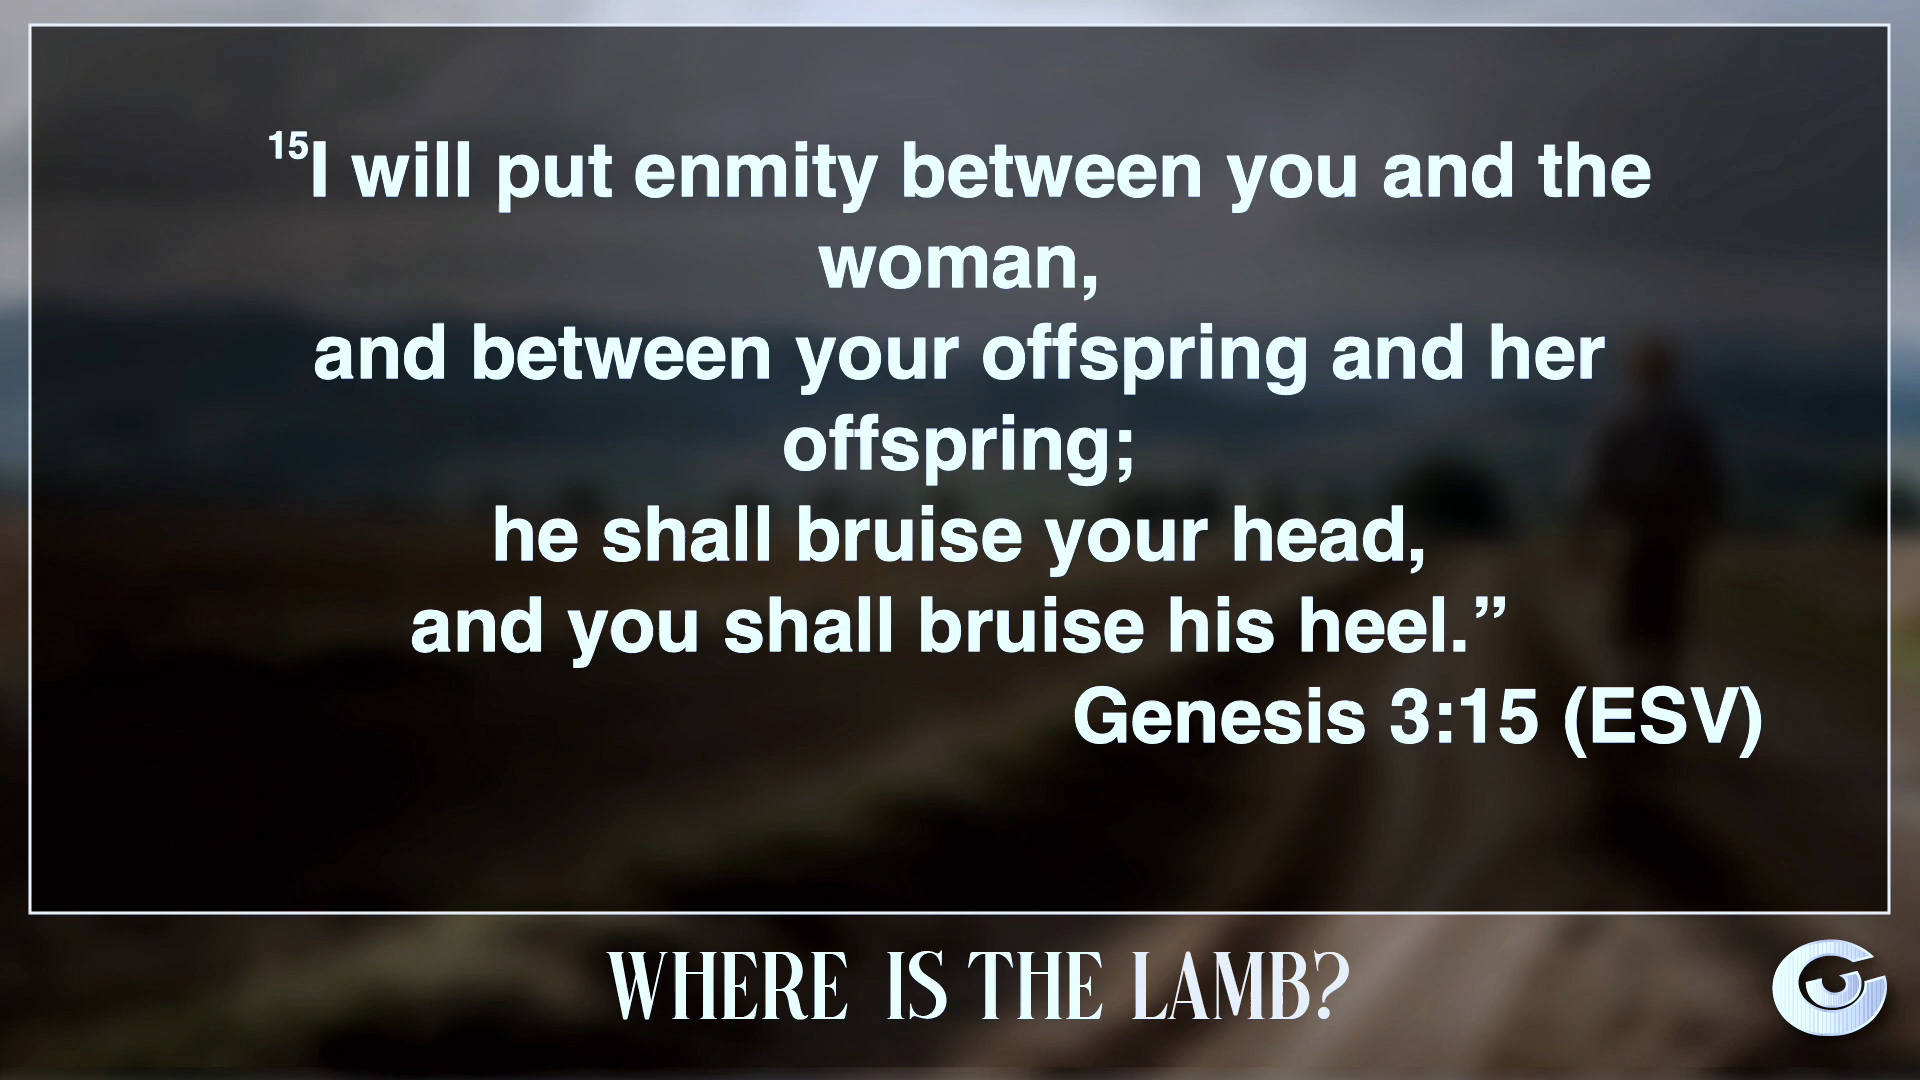 15I will put enmity between you and the
woman,
and between your offspring and her
offspring;
he shall bruise your head,
and you shall bruise his heel.”
Genesis 3:15 (ESV)
WHERE IS THE LAMB?